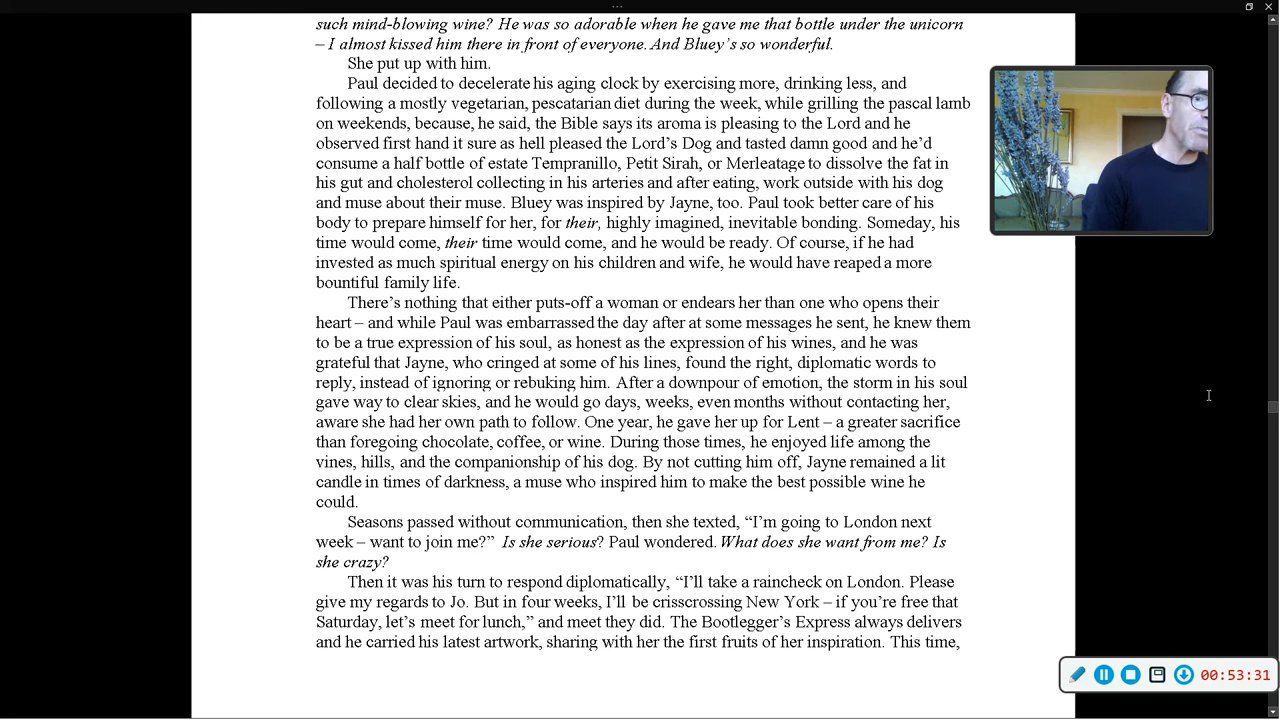 such mind-blowing wine? He was so adorable when he gave me that bottle under the unicorn
– I almost kissed him there in front of everyone. And Bluey's so wonderful.
She put up with him.
Paul decided to decelerate his aging clock by exercising more, drinking less, and
following a mostly vegetarian, pescatarian diet during the week, while grilling the pascal lamb
on weekends, because, he said, the Bible says its aroma is pleasing to the Lord and he
observed first hand it sure as hell pleased the Lord's Dog and tasted damn good and he'd
consume a half bottle of estate Tempranillo, Petit Sirah, or Merleatage to dissolve the fat in
his gut and cholesterol collecting in his arteries and after eating, work outside with his dog
and muse about their muse. Bluey was inspired by Jayne, too. Paul took better care of his
body to prepare himself for her, for their, highly imagined, inevitable bonding. Someday, his
time would come, their time would come, and he would be ready. Of course, if he had
invested as much spiritual energy on his children and wife, he would have reaped a more
bountiful family life.
There's nothing that either puts-off a woman or endears her than one who opens their
heart – and while Paul was embarrassed the day after at some messages he sent, he knew them
to be a true expression of his soul, as honest as the expression of his wines, and he was
grateful that Jayne, who cringed at some of his lines, found the right, diplomatic words to
reply, instead of ignoring or rebuking him. After a downpour of emotion, the storm in his soul
gave way to clear skies, and he would go days, weeks, even months without contacting her,
aware she had her own path to follow. One year, he gave her up for Lent – a greater sacrifice
than foregoing chocolate, coffee, or wine. During those times, he enjoyed life among the
vines, hills, and the companionship of his dog. By not cutting him off, Jayne remained a lit
candle in times of darkness, a muse who inspired him to make the best possible wine he
could.
Seasons passed without communication, then she texted, "I'm going to London next
week – want to join me?" Is she serious? Paul wondered. What does she want from me? Is
she crazy?
Then it was his turn to respond diplomatically, "I'll take a raincheck on London. Please
give my regards to Jo. But in four weeks, I'll be crisscrossing New York – if you're free that
Saturday, let's meet for lunch," and meet they did. The Bootlegger's Express always delivers
and he carried his latest artwork, sharing with her the first fruits of her inspiration. This time,
00:53:31